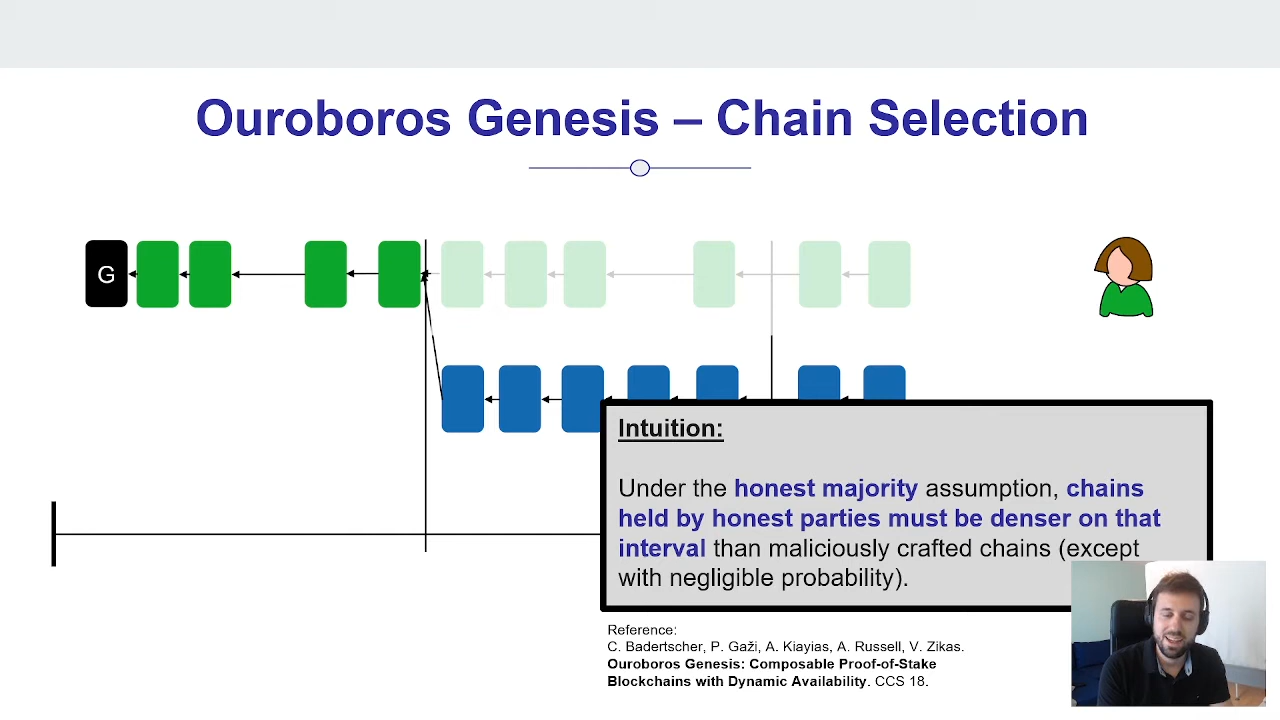 Ouroboros Genesis – Chain Selection
G
Intuition:
Under the honest majority assumption, chains
held by honest parties must be denser on that
interval than maliciously crafted chains (except
with negligible probability).
Reference:
C. Badertscher, P. Gaži, A. Kiayias, A. Russell, V. Zikas.
Ouroboros Genesis: Composable Proof-of-Stake
Blockchains with Dynamic Availability. CCS 18.